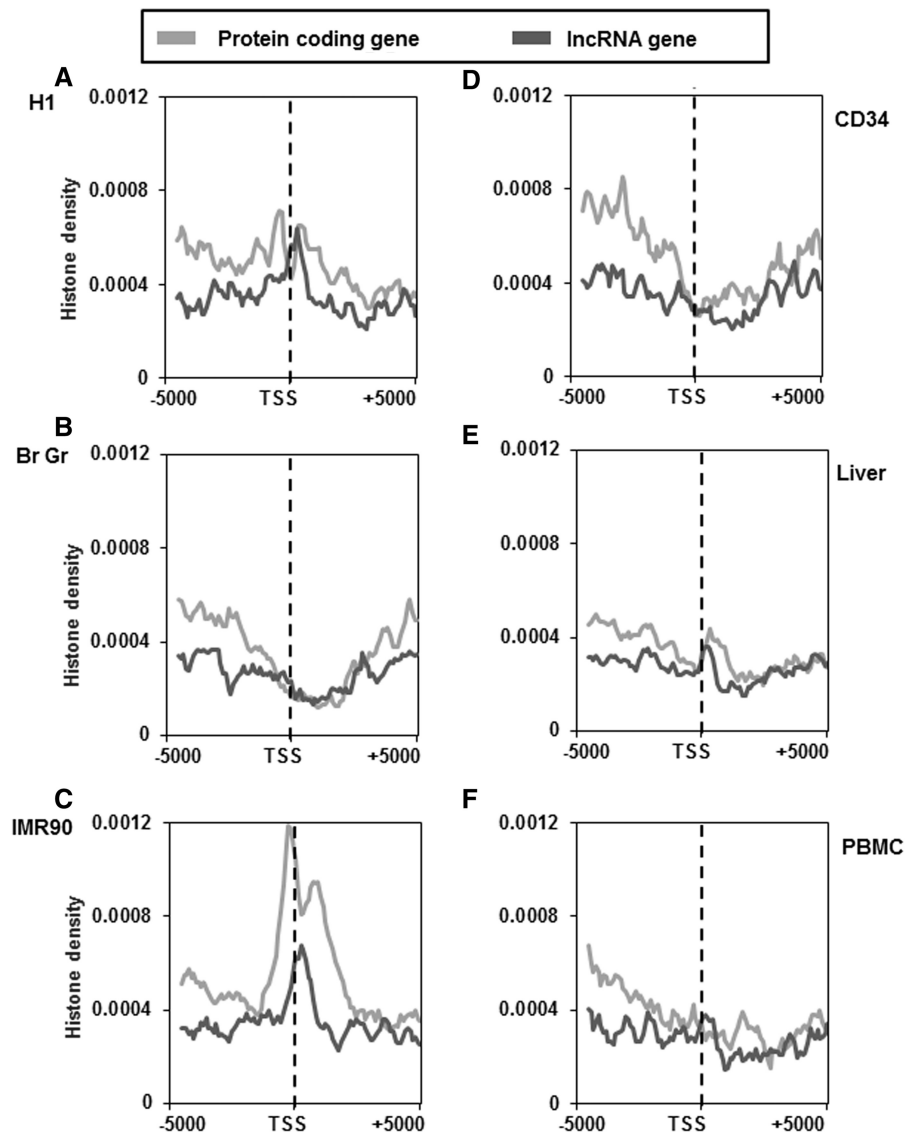 Protein coding gene lncRNA gene
A
H1
Histone density
0.0012
0.0008
0.0004
0
-5000 TSS +5000
D
CD34
0.0012
0.0008
0.0004
0
-5000 TSS +5000
B
Br Gr
Histone density
0.0012
0.0008
0.0004
0
-5000 TSS +5000
E
Liver
0.0012
0.0008
0.0004
0
-5000 TSS +5000
C
IMR90
Histone density
0.0012
0.0008
0.0004
0
-5000 TSS +5000
F
PBMC
0.0012
0.0008
0.0004
0
-5000 TSS +5000